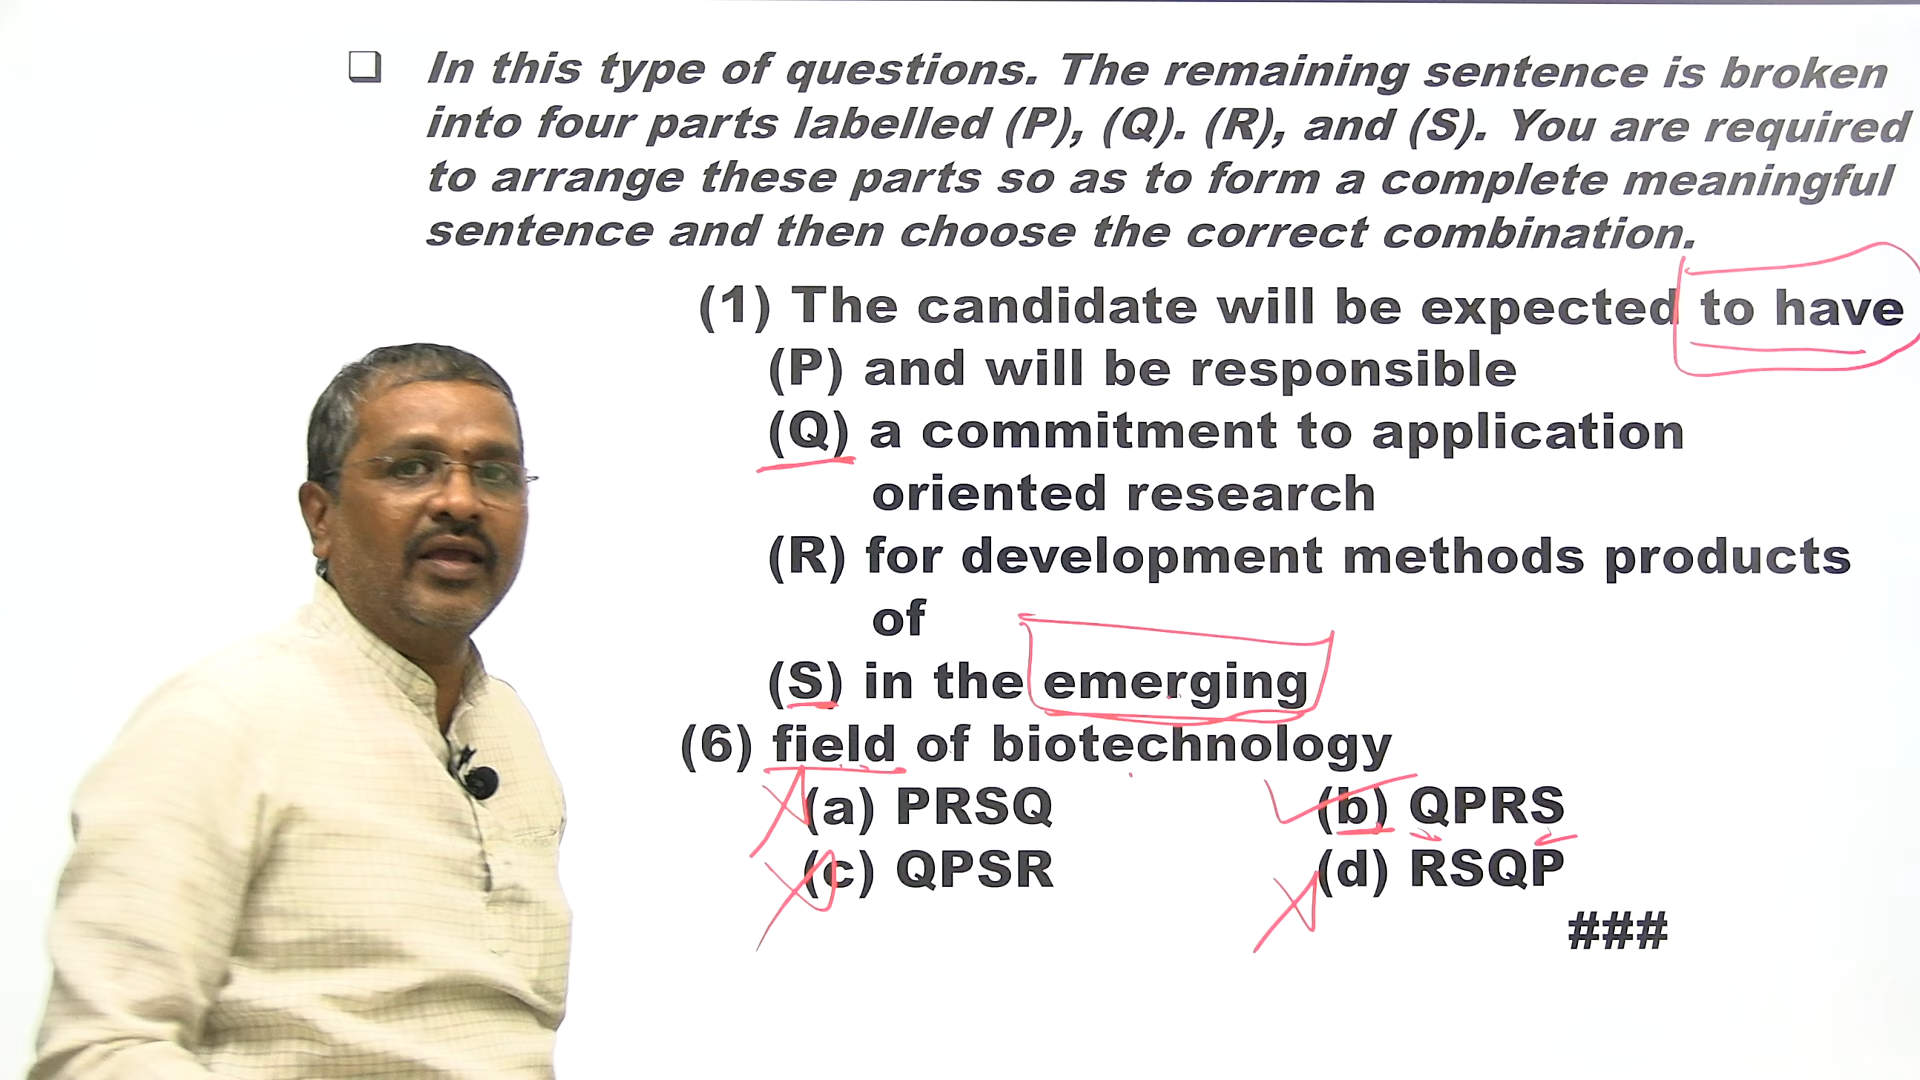 In this type of questions. The remaining sentence is broken
into four parts labelled (P), (Q). (R), and (S). You are required
to arrange these parts so as to form a complete meaningful
sentence and then choose the correct combination.
(1) The candidate will be expected to have
(P) and will be responsible
(Q) a commitment to application
oriented research
(R) for development methods products
of
(S) in the emerging
(6) field of biotechnology
(a) PRSQ (b) QPRS
(c) QPSR (d) RSQP
###